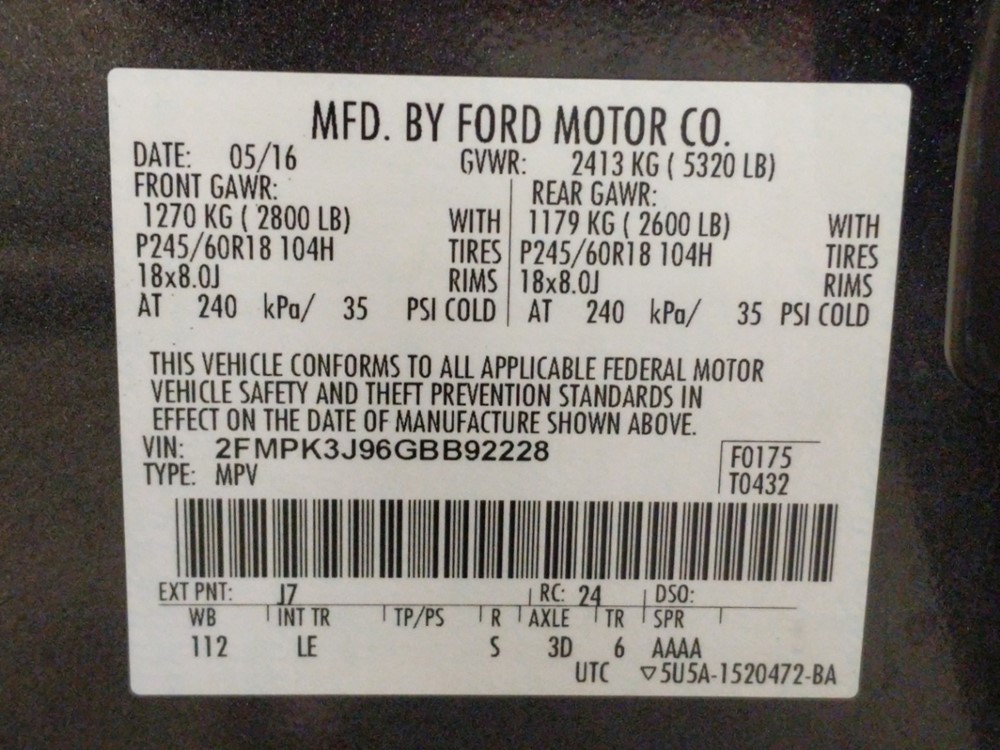 MFD. BY FORD MOTOR CO.
DATE: 05/16 GVWR: 2413 KG ( 5320 LB)
FRONT GAWR: REAR GAWR:
1270 KG ( 2800 LB) WITH 1179 KG ( 2600 LB) WITH
P245/60R18 104H TIRES P245/60R18 104H TIRES
18x8.0J RIMS 18x8.0J RIMS
AT 240 kPa/ 35 PSI COLD AT 240 kPa/ 35 PSI COLD
THIS VEHICLE CONFORMS TO ALL APPLICABLE FEDERAL MOTOR
VEHICLE SAFETY AND THEFT PREVENTION STANDARDS IN
EFFECT ON THE DATE OF MANUFACTURE SHOWN ABOVE.
VIN: 2FMPK3J96GBB92228 F0175
TYPE: MPV T0432
EXT PNT: J7 RC: 24 DSO:
WB INT TR TP/PS R AXLE TR SPR
112 LE S 3D 6 AAAA
UTC ▽5U5A-1520472-BA